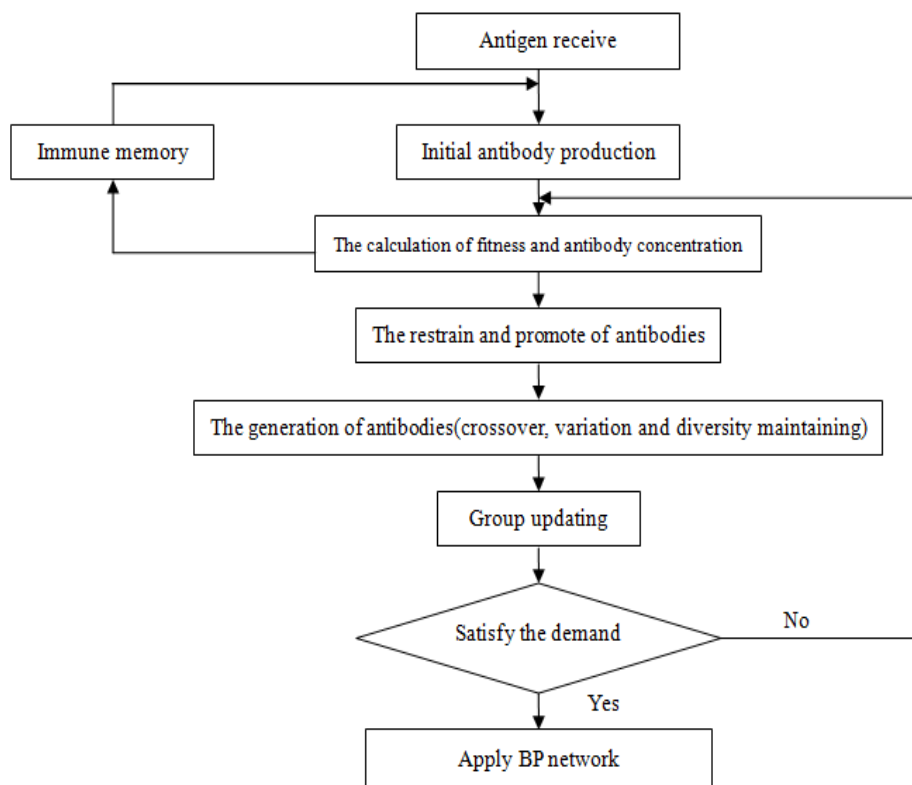 Antigen receive
Immune memory
Initial antibody production
The calculation of fitness and antibody concentration
The restrain and promote of antibodies
The generation of antibodies(crossover, variation and diversity maintaining)
Group updating
Satisfy the demand
No
Yes
Apply BP network